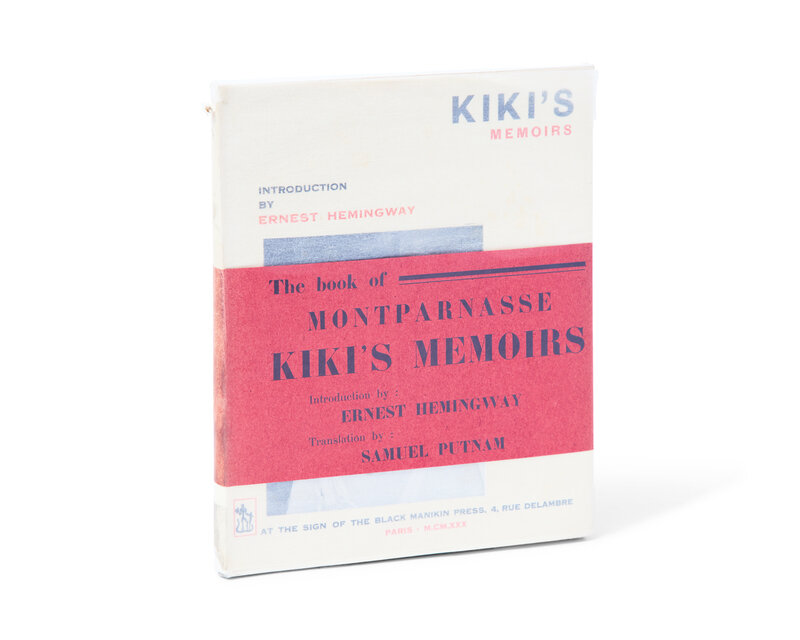 KIKI'S
MEMOIRS
INTRODUCTION
BY
ERNEST HEMINGWAY
The book of
MONTPARNASSE
KIKI'S MEMOIRS
Introduction by :
ERNEST HEMINGWAY
Translation by :
SAMUEL PUTNAM
AT THE SIGN OF THE BLACK MANIKIN PRESS, 4, RUE DELAMBRE
PARIS - M.CM.XXX